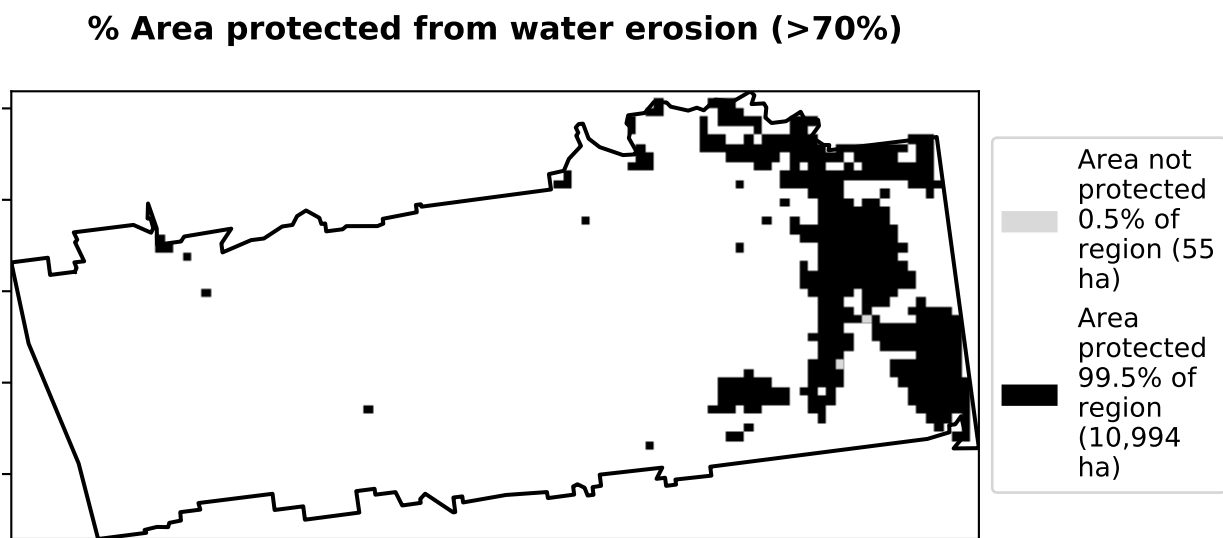 % Area protected from water erosion (>70%)
Area not
protected
0.5% of
region (55
ha)
Area
protected
99.5% of
region
(10,994
ha)